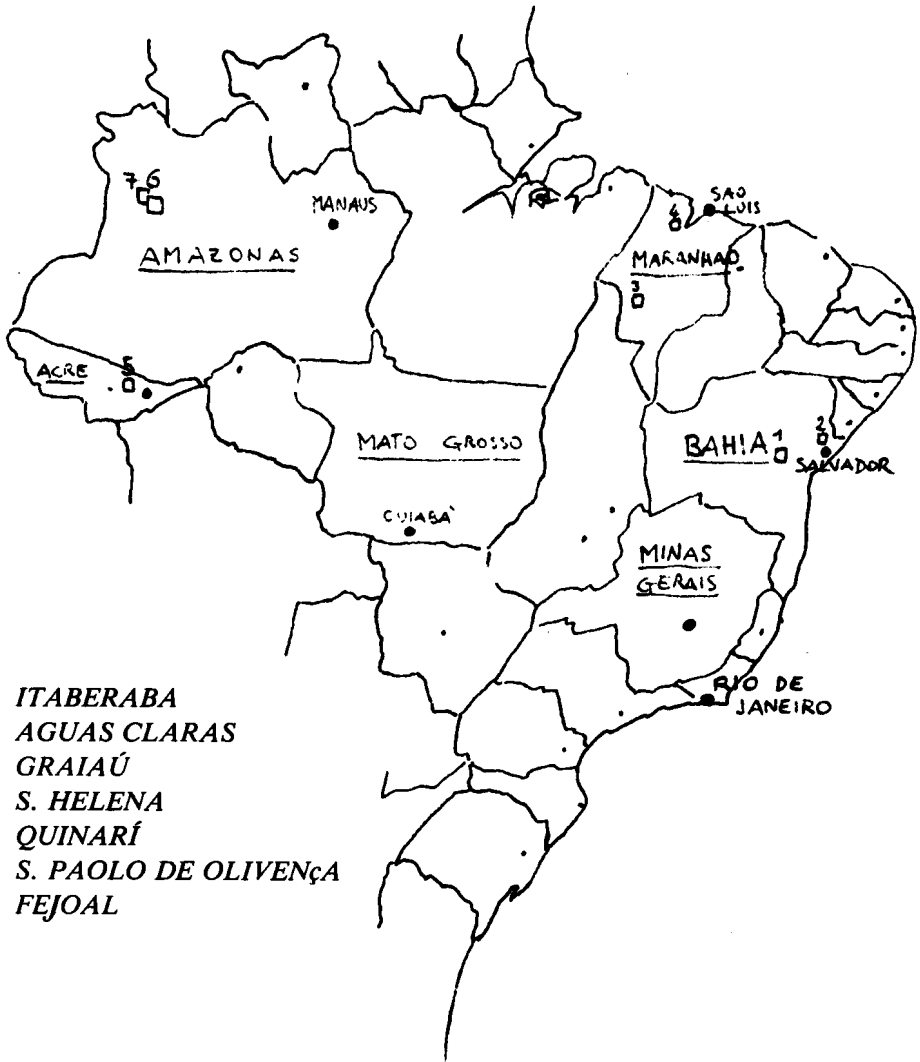 7 6
MANAUS
AMAZONAS
4
SAO
LUIS
MARANHAO
3
ACRE
5
MATO GROSSO
BAHIA 1
2
SALVADOR
CUIABÀ
MINAS
GERAIS
RIO DE
JANEIRO
ITABERABA
AGUAS CLARAS
GRAIAÚ
S. HELENA
QUINARÍ
S. PAOLO DE OLIVENçA
FEJOAL